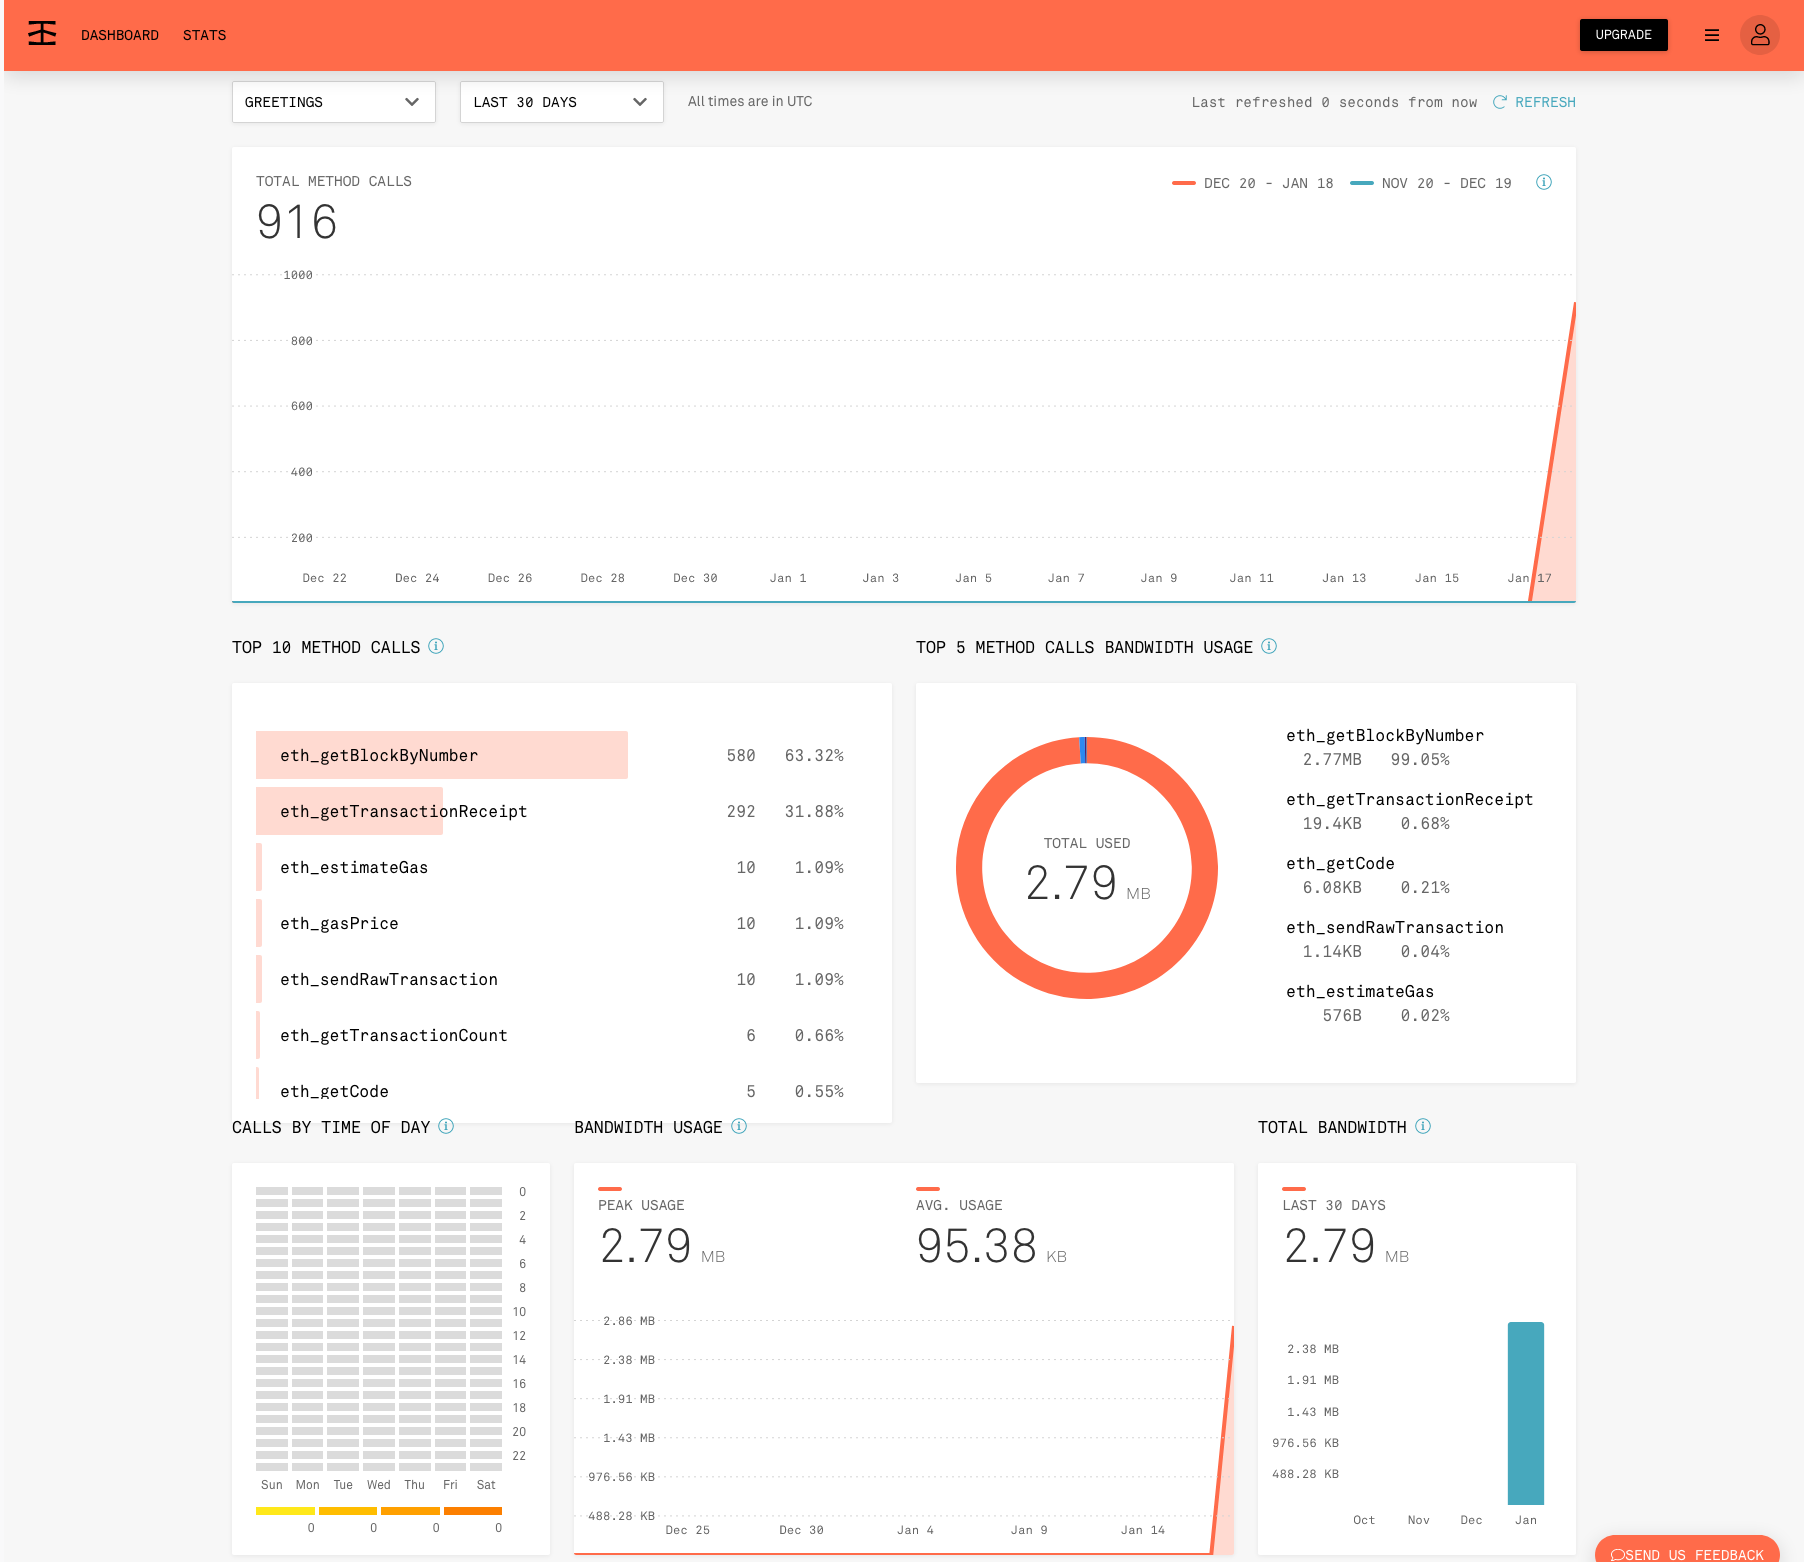 DASHBOARD STATS UPGRADE
GREETINGS LAST 30 DAYS All times are in UTC Last refreshed 0 seconds from now REFRESH
TOTAL METHOD CALLS DEC 20 - JAN 18 NOV 20 - DEC 19
916
1000
800
600
400
200
Dec 22 Dec 24 Dec 26 Dec 28 Dec 30 Jan 1 Jan 3 Jan 5 Jan 7 Jan 9 Jan 11 Jan 13 Jan 15 Jan 17
TOP 10 METHOD CALLS
eth_getBlockByNumber 580 63.32%
eth_getTransactionReceipt 292 31.88%
eth_estimateGas 10 1.09%
eth_gasPrice 10 1.09%
eth_sendRawTransaction 10 1.09%
eth_getTransactionCount 6 0.66%
eth_getCode 5 0.55%
TOP 5 METHOD CALLS BANDWIDTH USAGE
TOTAL USED
2.79 MB
eth_getBlockByNumber
2.77MB 99.05%
eth_getTransactionReceipt
19.4KB 0.68%
eth_getCode
6.08KB 0.21%
eth_sendRawTransaction
1.14KB 0.04%
eth_estimateGas
576B 0.02%
CALLS BY TIME OF DAY
0
2
4
6
8
10
12
14
16
18
20
22
Sun Mon Tue Wed Thu Fri Sat
0 0 0 0
BANDWIDTH USAGE
PEAK USAGE AVG. USAGE
2.79 MB 95.38 KB
2.86 MB
2.38 MB
1.91 MB
1.43 MB
976.56 KB
488.28 KB
Dec 25 Dec 30 Jan 4 Jan 9 Jan 14
TOTAL BANDWIDTH
LAST 30 DAYS
2.79 MB
2.38 MB
1.91 MB
1.43 MB
976.56 KB
488.28 KB
Oct Nov Dec Jan
SEND US FEEDBACK